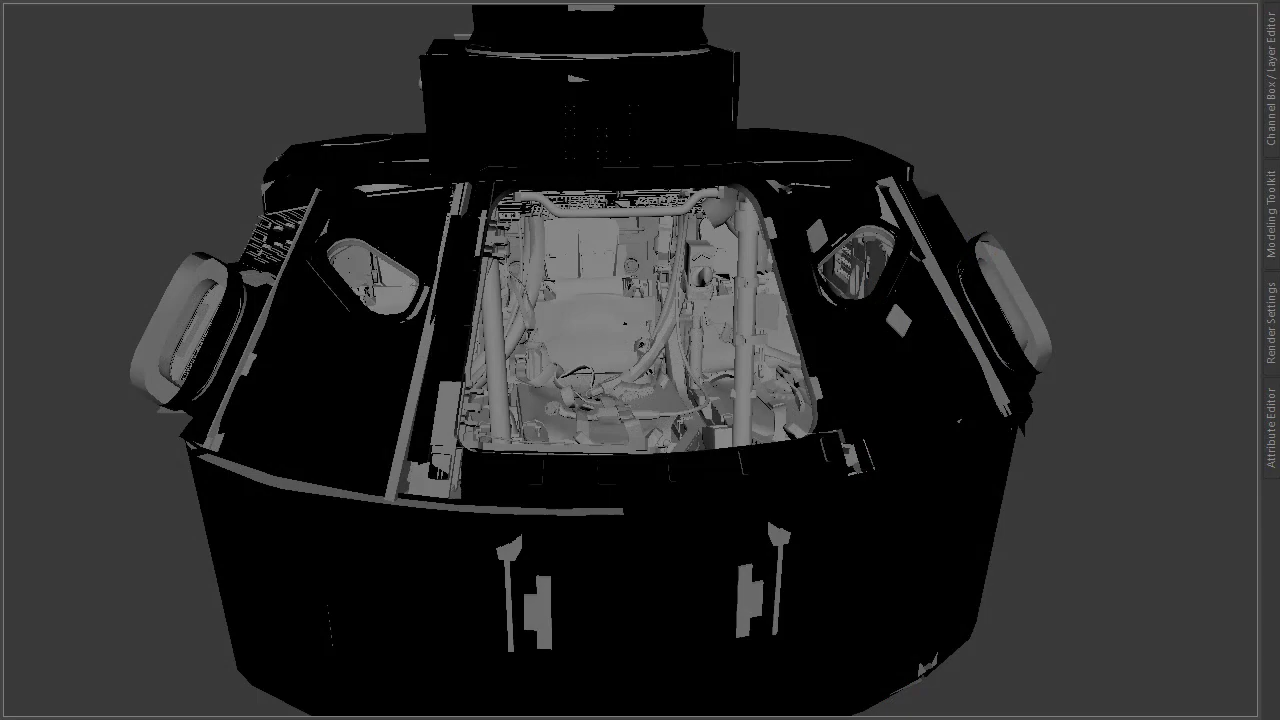 Channel Box / Layer Editor
Modeling Toolkit
Render Settings
Attribute Editor